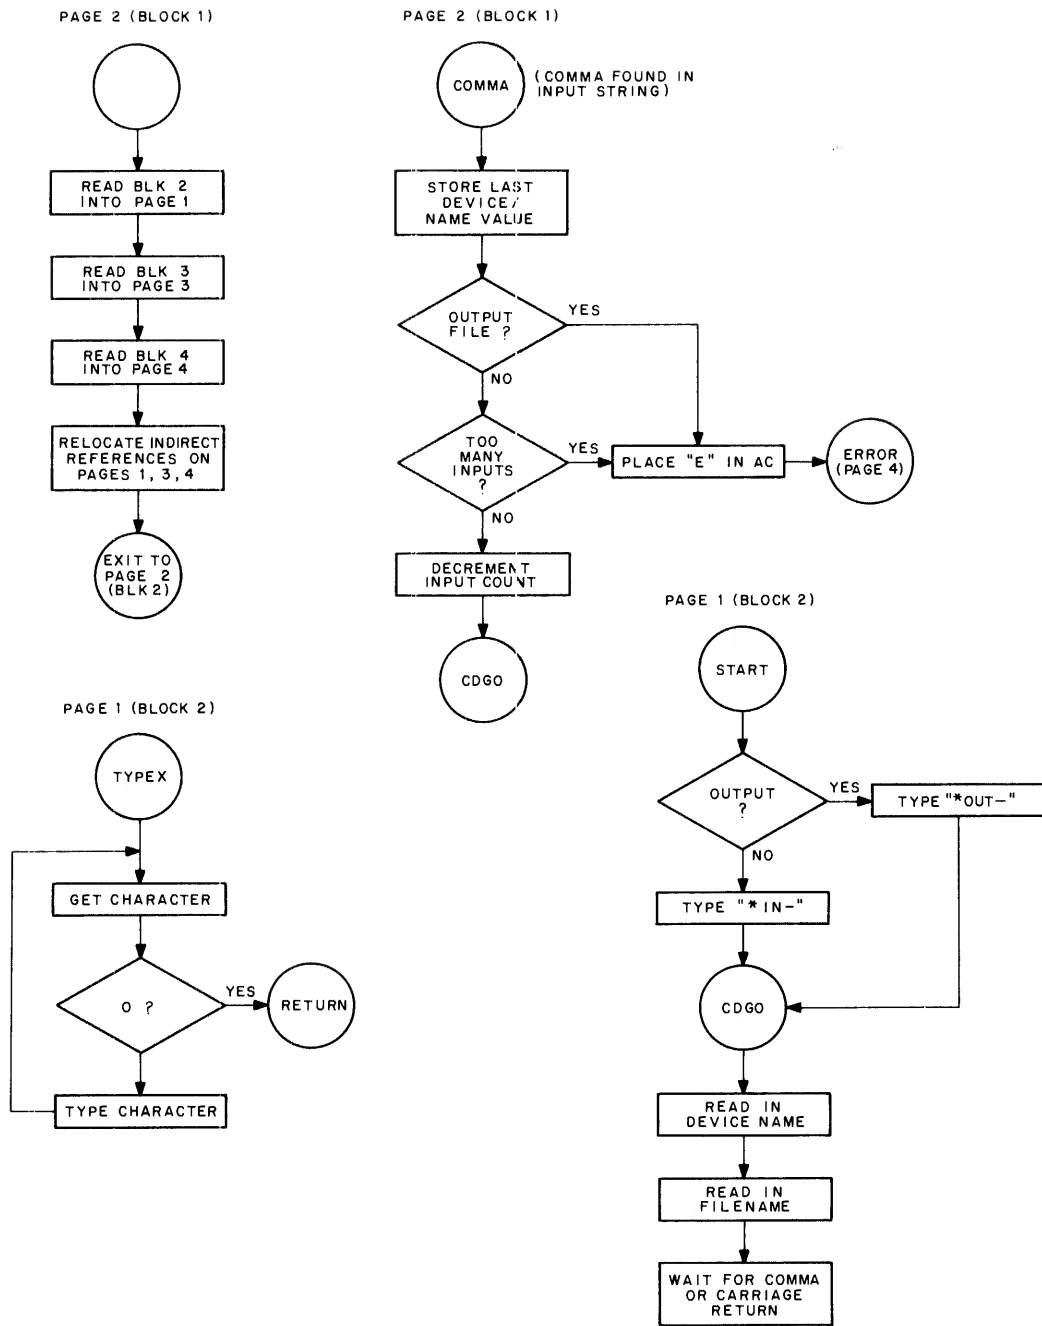 PAGE 2 (BLOCK 1)
READ BLK 2
INTO PAGE 1
READ BLK 3
INTO PAGE 3
READ BLK 4
INTO PAGE 4
RELOCATE INDIRECT
REFERENCES ON
PAGES 1, 3, 4
EXIT TO
PAGE 2
(BLK 2)
PAGE 2 (BLOCK 1)
COMMA
(COMMA FOUND IN
INPUT STRING)
STORE LAST
DEVICE/
NAME VALUE
OUTPUT
FILE ?
YES
NO
TOO
MANY
INPUTS
?
YES
PLACE "E" IN AC
ERROR
(PAGE 4)
NO
DECREMENT
INPUT COUNT
CDGO
PAGE 1 (BLOCK 2)
TYPEX
GET CHARACTER
O ?
YES
RETURN
TYPE CHARACTER
PAGE 1 (BLOCK 2)
START
OUTPUT
?
YES
TYPE "*OUT-"
NO
TYPE "* IN-"
CDGO
READ IN
DEVICE NAME
READ IN
FILENAME
WAIT FOR COMMA
OR CARRIAGE
RETURN